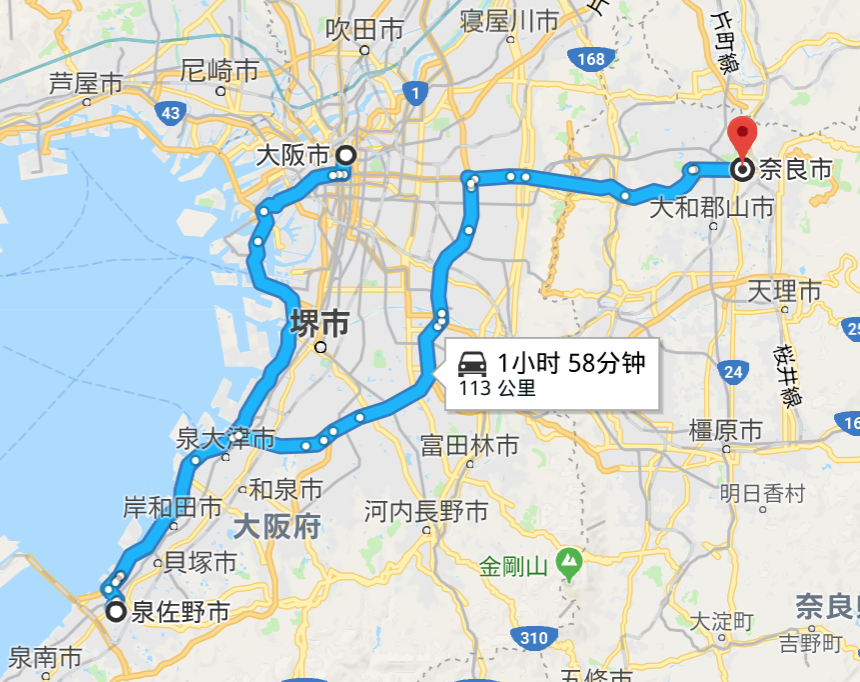 吹田市
寝屋川市
片町線
168
芦屋市
尼崎市
1
43
大阪市
奈良市
大和郡山市
天理市
堺市
1小时 58分钟
113 公里
24
桜井線
泉大津市
富田林市
橿原市
和泉市
明日香村
岸和田市
大阪府
河内長野市
貝塚市
金剛山
泉佐野市
310
大淀町
吉野町
泉南市